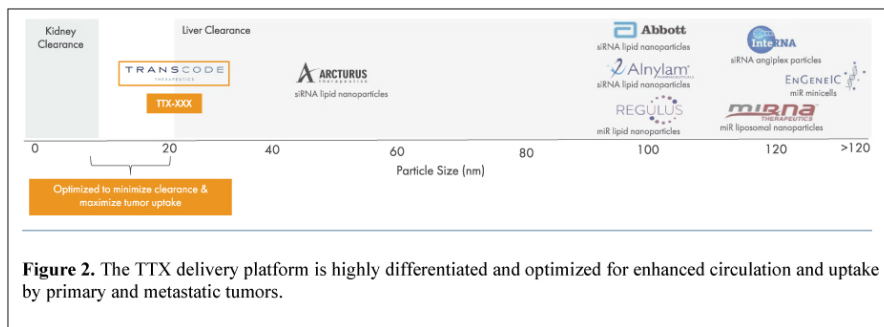 Kidney
Clearance
Liver Clearance
TRANSCODE
THERAPEUTICS
TTX-XXX
ARCTURUS
therapeutics
siRNA lipid nanoparticles
Abbott
siRNA lipid nanoparticles
Alnylam
PHARMACEUTICALS
siRNA lipid nanoparticles
REGULUS
miR lipid nanoparticles
InteRNA
siRNA angiplex particles
ENGENEIC
miR minicells
miRna
THERAPEUTICS
miR liposomal nanoparticles
0 20 40 60 80 100 120 >120
Particle Size (nm)
Optimized to minimize clearance &
maximize tumor uptake
Figure 2. The TTX delivery platform is highly differentiated and optimized for enhanced circulation and uptake
by primary and metastatic tumors.